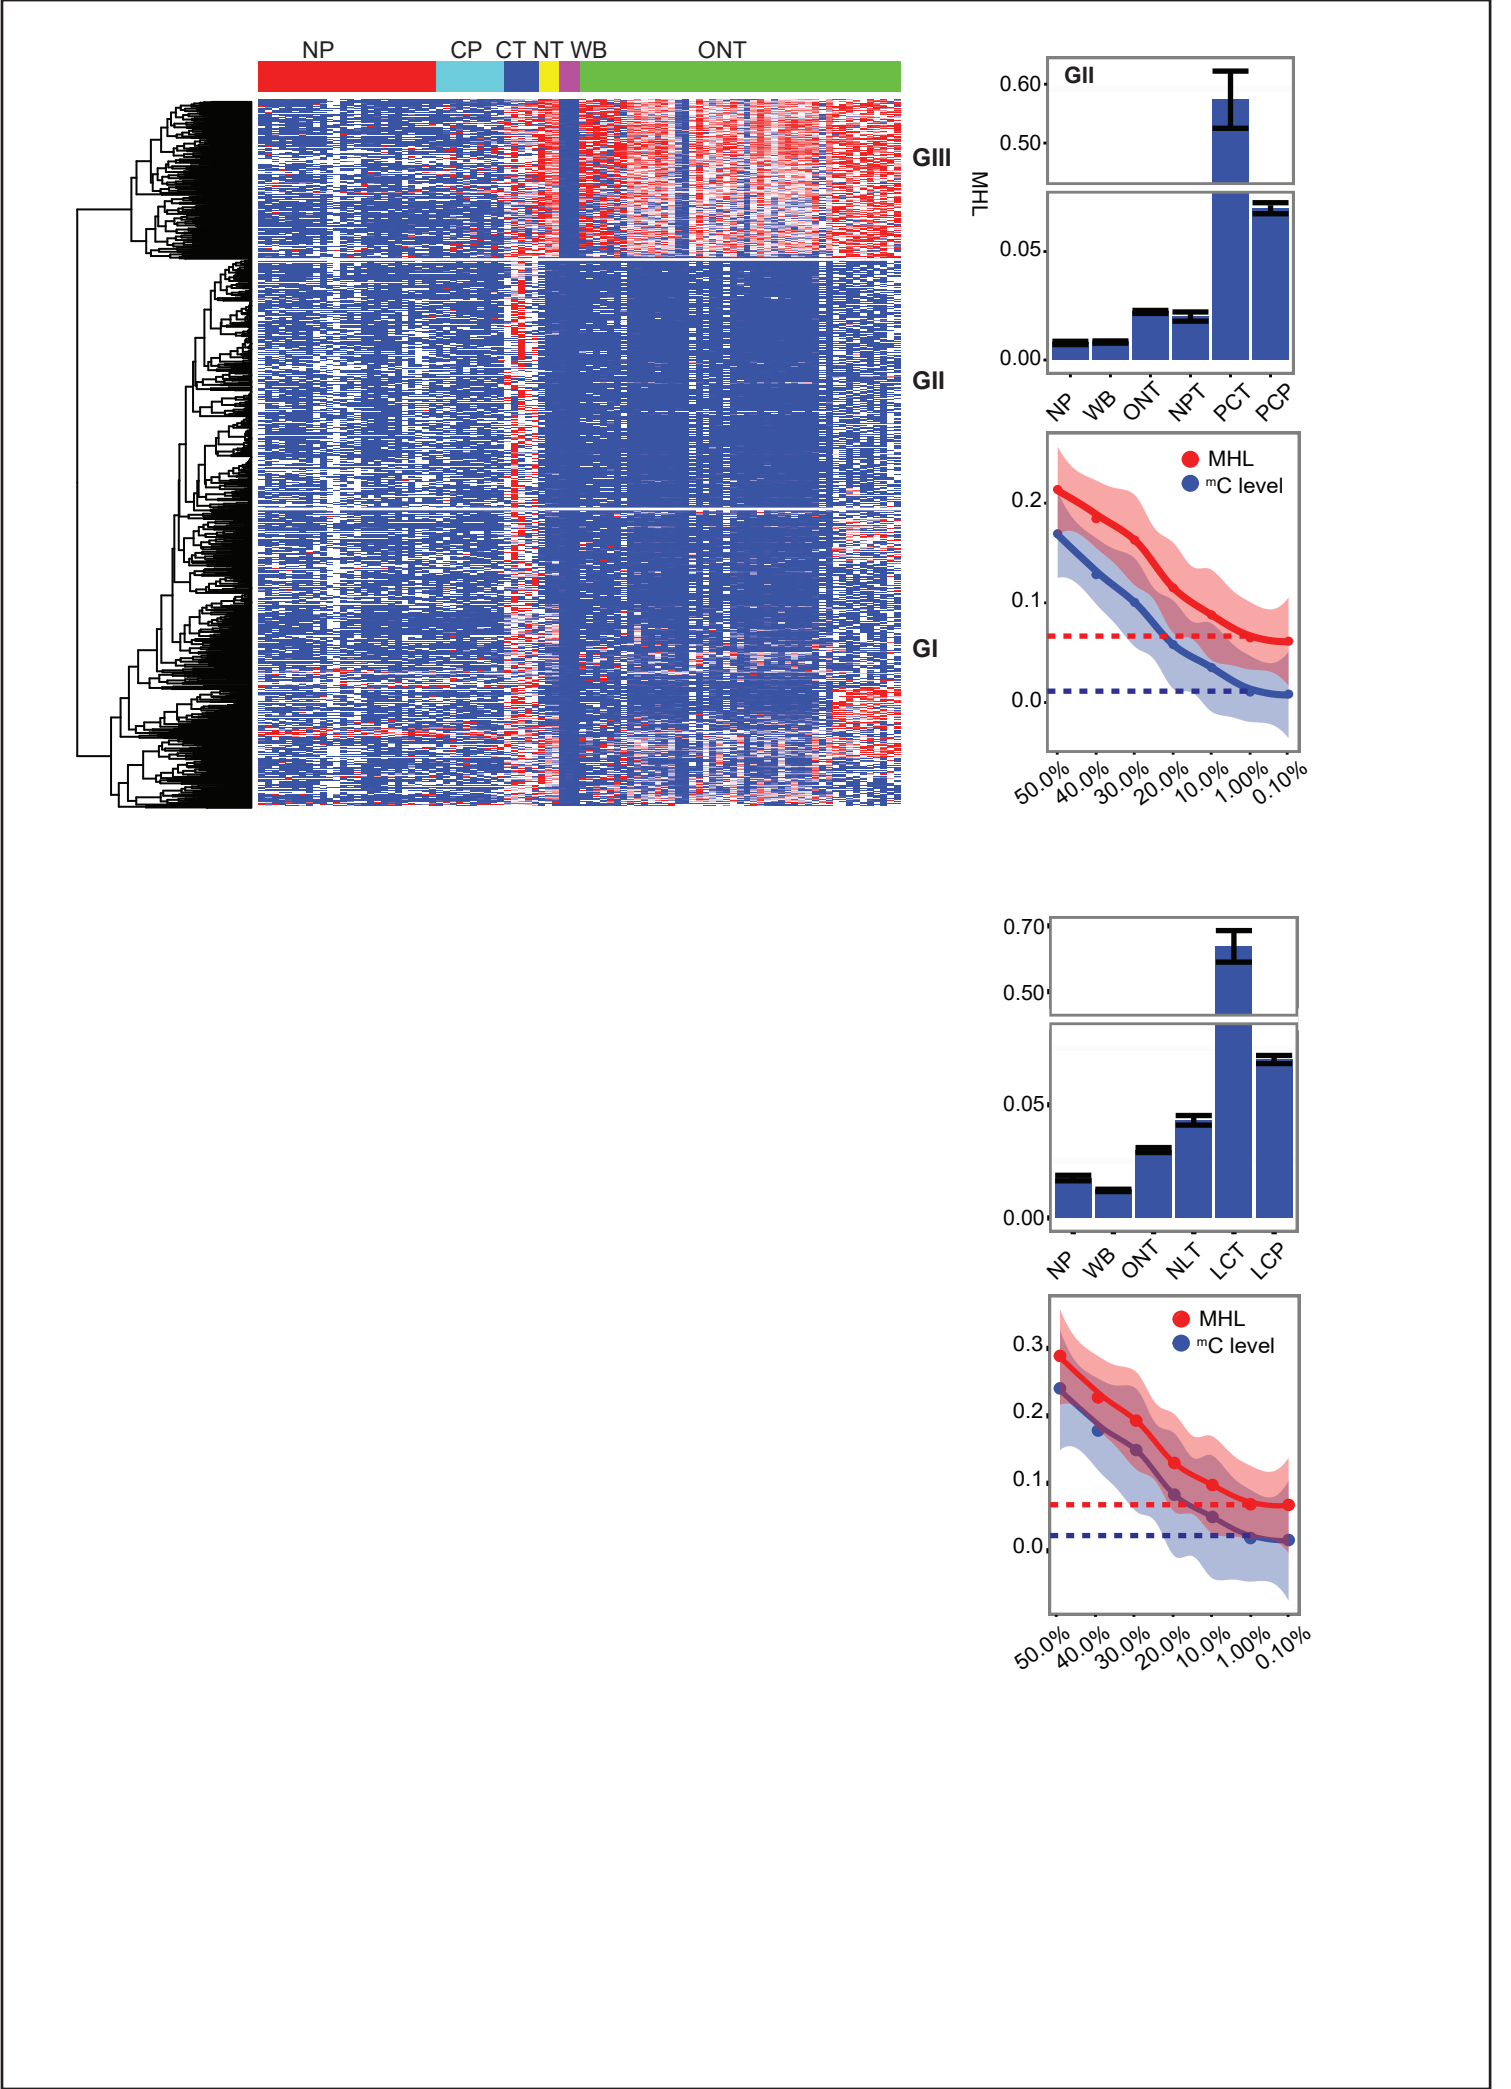 NP CP CT NT WB ONT
GIII
GII
GI
GII
MHL
0.60
0.50
0.05
0.00
NP WB ONT NPT PCT PCP
MHL
mC level
0.2
0.1
0.0
50.0% 40.0% 30.0% 20.0% 10.0% 1.00% 0.10%
0.70
0.50
0.05
0.00
NP WB ONT NLT LCT LCP
MHL
mC level
0.3
0.2
0.1
0.0
50.0% 40.0% 30.0% 20.0% 10.0% 1.00% 0.10%